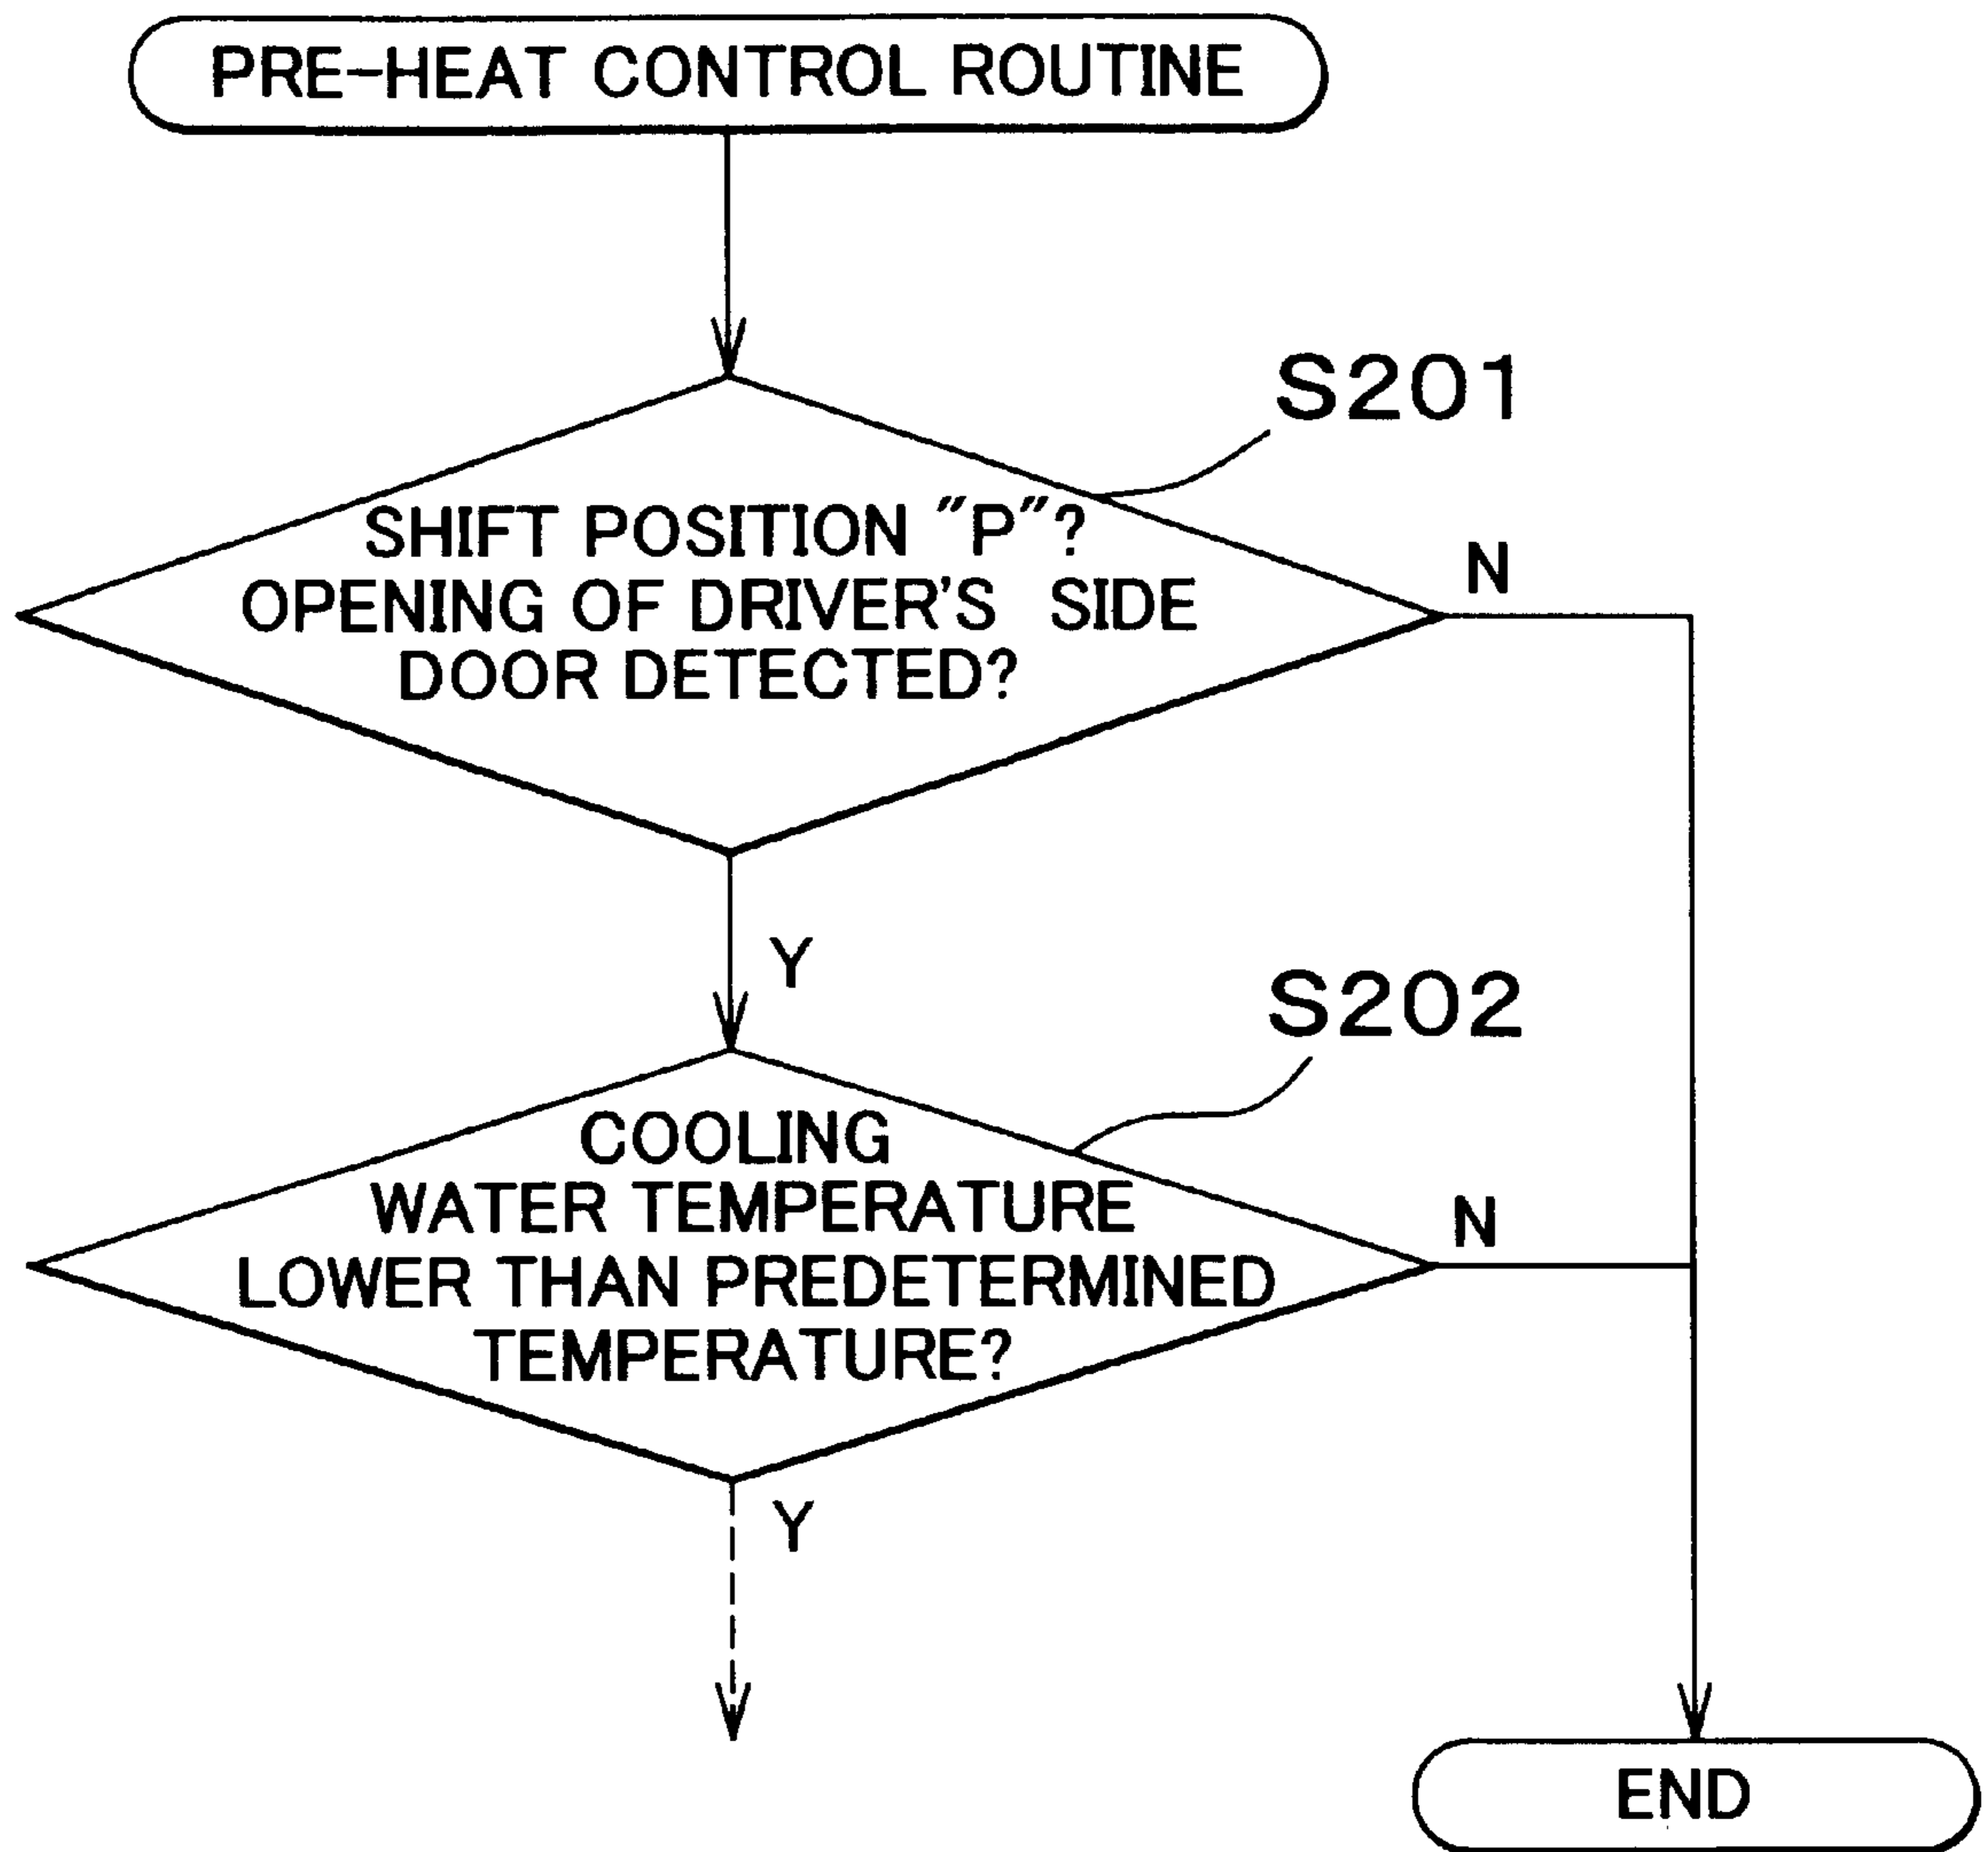 PRE-HEAT CONTROL ROUTINE
S201
SHIFT POSITION "P"?
OPENING OF DRIVER'S SIDE
DOOR DETECTED?
N
Y
S202
COOLING
WATER TEMPERATURE
LOWER THAN PREDETERMINED
TEMPERATURE?
N
Y
END